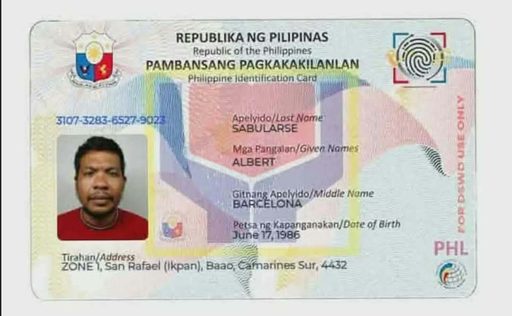 REPUBLIKA NG PILIPINAS
Republic of the Philippines
PAMBANSANG PAGKAKAKILANLAN
Philippine Identification Card
3107-3283-6527-9023
Apelyido/Last Name
SABULARSE
Mga Pangalan/Given Names
ALBERT
Gitnang Apelyido/Middle Name
BARCELONA
Petsa ng Kapanganakan/Date of Birth
June 17, 1986
Tirahan/Address
ZONE 1, San Rafael (Ikpan), Baao, Camarines Sur, 4432
FOR DSWD USE ONLY
PHL